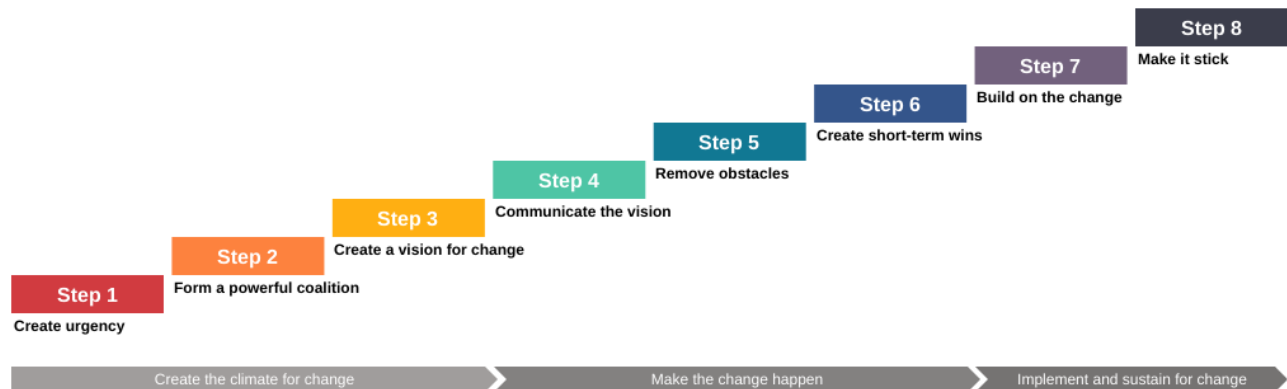 Step 1
Create urgency
Step 2
Form a powerful coalition
Step 3
Create a vision for change
Step 4
Communicate the vision
Step 5
Remove obstacles
Step 6
Create short-term wins
Step 7
Build on the change
Step 8
Make it stick
Create the climate for change
Make the change happen
Implement and sustain for change